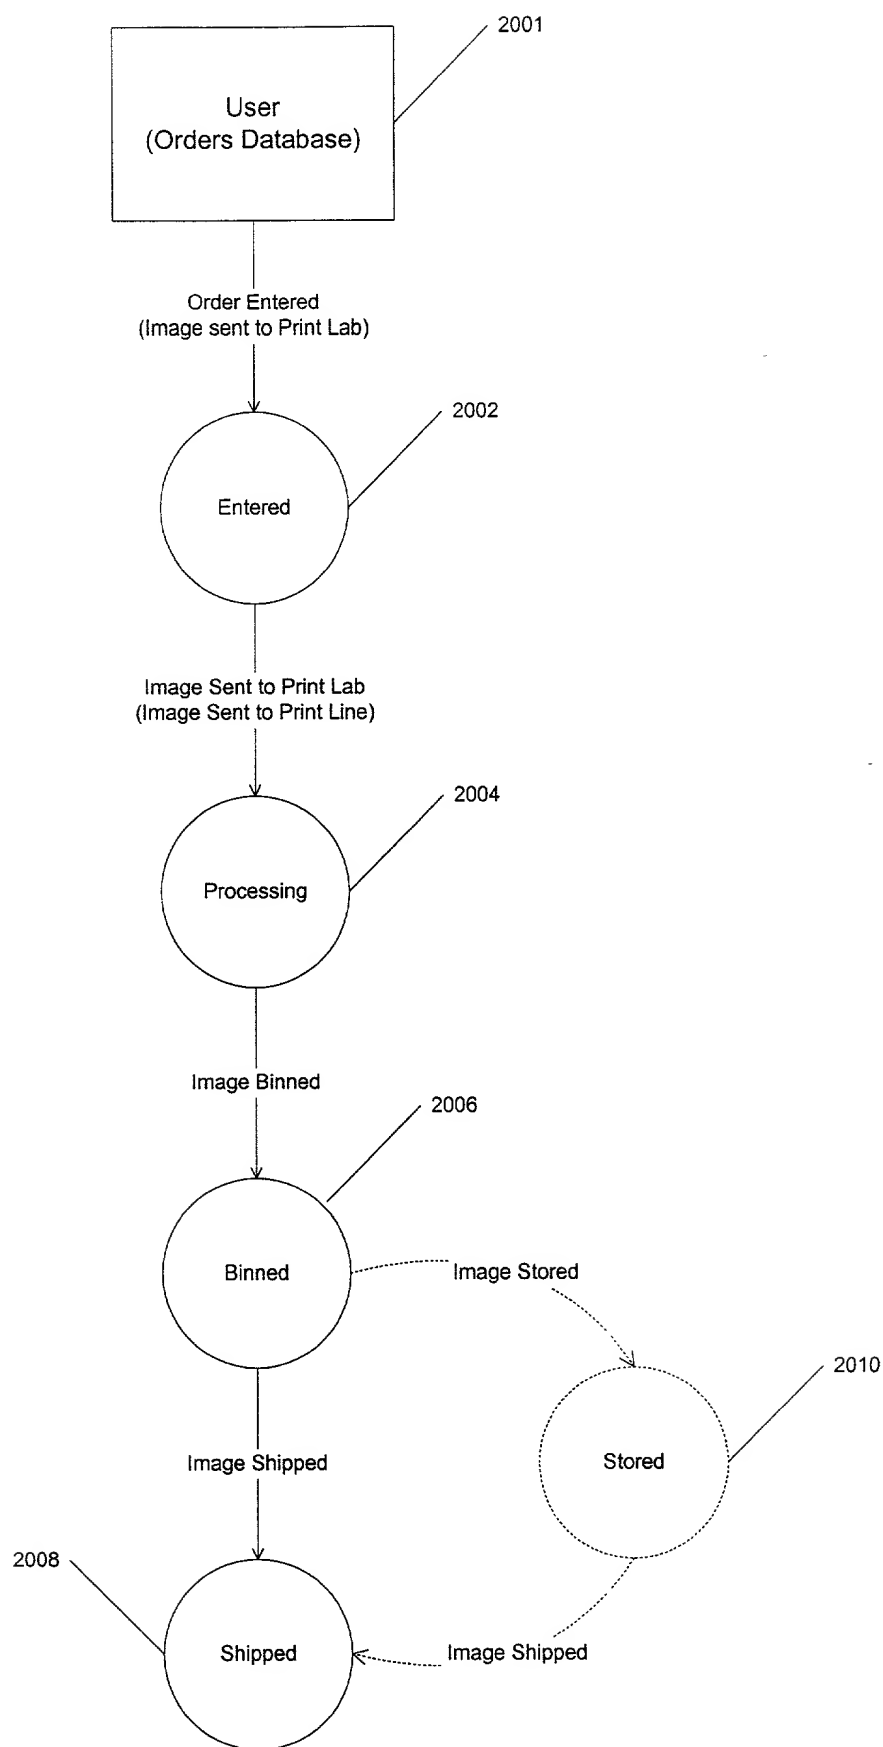 2001
User
(Orders Database)
Order Entered
(Image sent to Print Lab)
2002
Entered
Image Sent to Print Lab
(Image Sent to Print Line)
2004
Processing
Image Binned
2006
Binned
Image Stored
2010
Stored
Image Shipped
2008
Shipped
Image Shipped